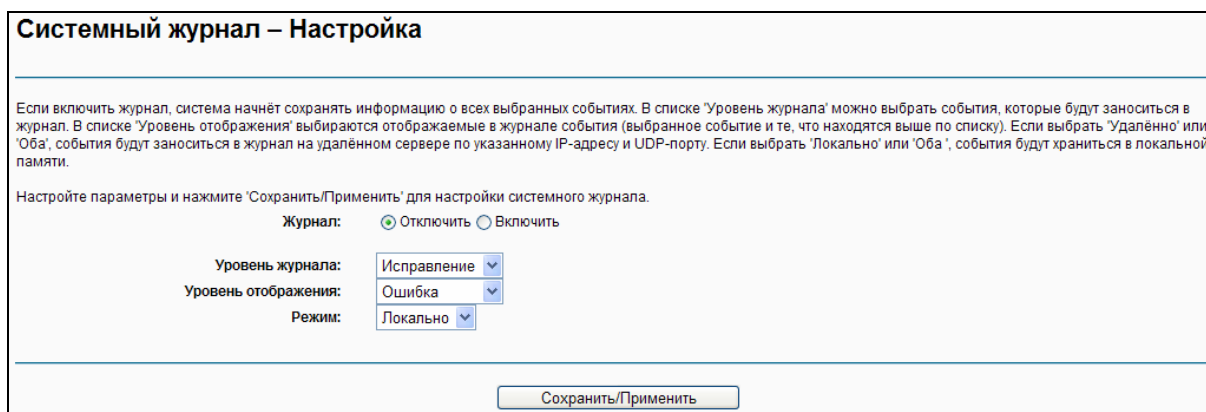 Системный журнал – Настройка
Если включить журнал, система начнёт сохранять информацию о всех выбранных событиях. В списке 'Уровень журнала' можно выбрать события, которые будут заноситься в
журнал. В списке 'Уровень отображения' выбираются отображаемые в журнале события (выбранное событие и те, что находятся выше по списку). Если выбрать 'Удалённо' или
'Оба', события будут заноситься в журнал на удалённом сервере по указанному IP-адресу и UDP-порту. Если выбрать 'Локально' или 'Оба ', события будут храниться в локальной
памяти.
Настройте параметры и нажмите 'Сохранить/Применить' для настройки системного журнала.
Журнал: Отключить Включить
Уровень журнала: Исправление
Уровень отображения: Ошибка
Режим: Локально
Сохранить/Применить